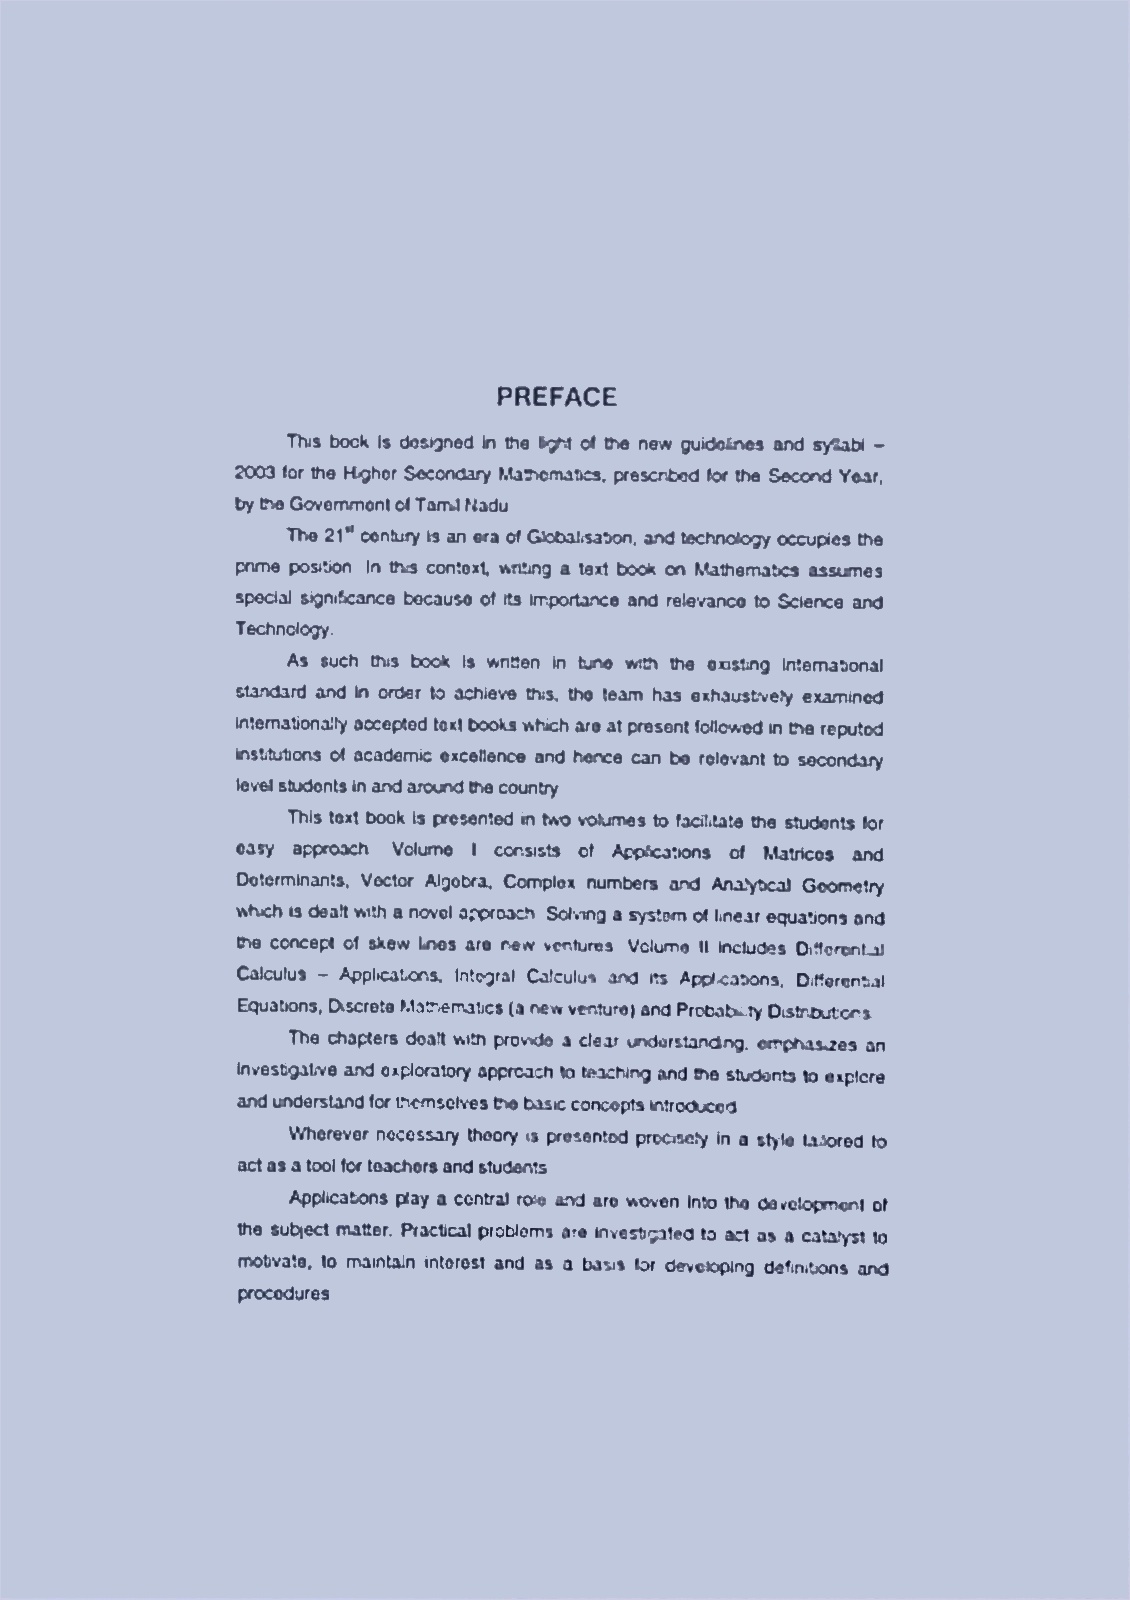 PREFACE
This book is designed in the light of the new guidelines and syllabi –
2003 for the Higher Secondary Mathematics, prescribed for the Second Year,
by the Government of Tamil Nadu
The 21st century is an era of Globalisation, and technology occupies the
prime position In this context, writing a text book on Mathematics assumes
special significance because of its importance and relevance to Science and
Technology.
As such this book is written in tune with the existing international
standard and in order to achieve this, the team has exhaustively examined
internationally accepted text books which are at present followed in the reputed
institutions of academic excellence and hence can be relevant to secondary
level students in and around the country
This text book is presented in two volumes to facilitate the students for
easy approach Volume I consists of Applications of Matrices and
Determinants, Vector Algebra, Complex numbers and Analytical Geometry
which is dealt with a novel approach Solving a system of linear equations and
the concept of skew lines are new ventures Volume II includes Differential
Calculus – Applications, Integral Calculus and its Applications, Differential
Equations, Discrete Mathematics (a new venture) and Probability Distributions
The chapters dealt with provide a clear understanding, emphasizes an
investigative and exploratory approach to teaching and the students to explore
and understand for themselves the basic concepts introduced
Wherever necessary theory is presented precisely in a style tailored to
act as a tool for teachers and students
Applications play a central role and are woven into the development of
the subject matter. Practical problems are investigated to act as a catalyst to
motivate, to maintain interest and as a basis for developing definitions and
procedures